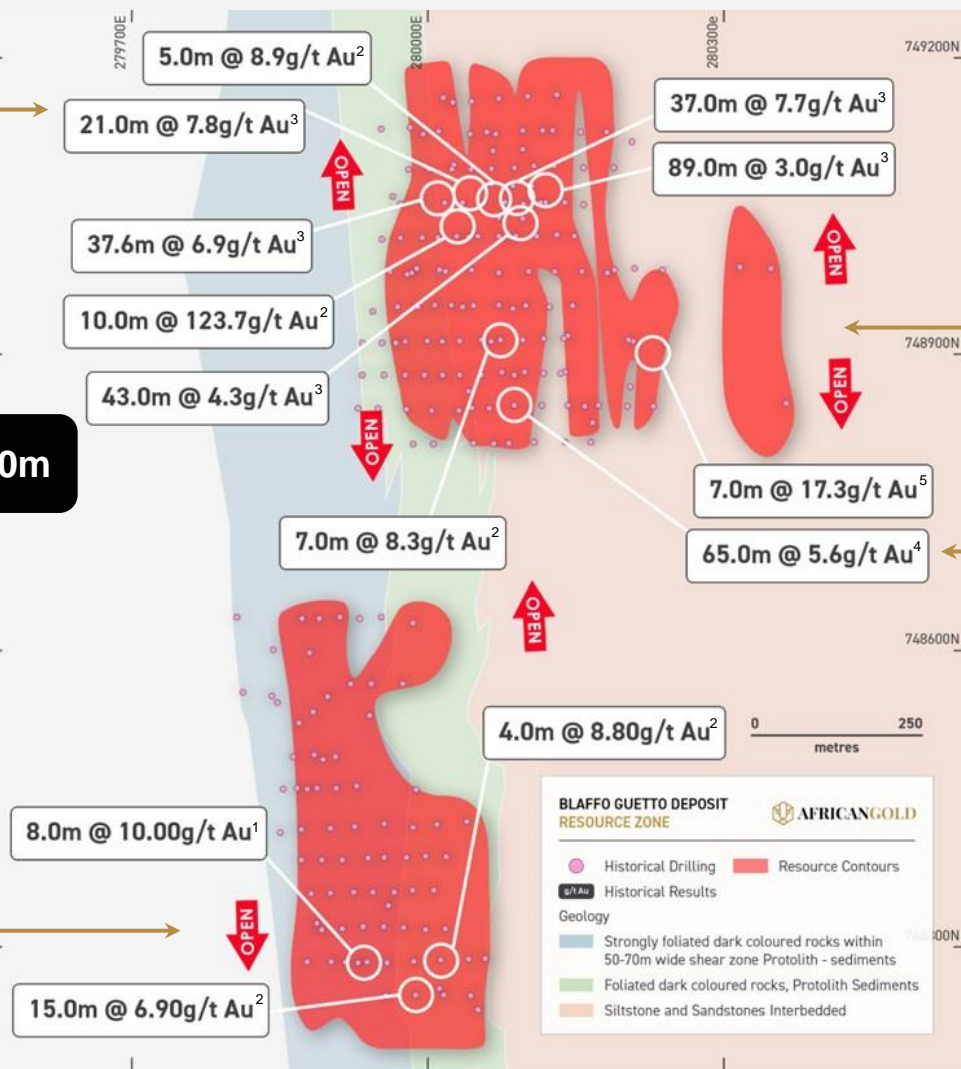 279700E
280000E
280300e
749200N
5.0m @ 8.9g/t Au2
21.0m @ 7.8g/t Au3
37.0m @ 7.7g/t Au3
OPEN
89.0m @ 3.0g/t Au3
37.6m @ 6.9g/t Au3
OPEN
10.0m @ 123.7g/t Au2
748900N
43.0m @ 4.3g/t Au3
OPEN
OPEN
0m
7.0m @ 17.3g/t Au5
7.0m @ 8.3g/t Au2
65.0m @ 5.6g/t Au4
OPEN
748600N
4.0m @ 8.80g/t Au2
0 250
metres
BLAFFO GUETTO DEPOSIT
RESOURCE ZONE
AFRICANGOLD
8.0m @ 10.00g/t Au1
Historical Drilling
Resource Contours
g/t Au Historical Results
Geology
OPEN
Strongly foliated dark coloured rocks within
50-70m wide shear zone Protolith - sediments
Foliated dark coloured rocks, Protolith Sediments
Siltstone and Sandstones Interbedded
15.0m @ 6.90g/t Au2